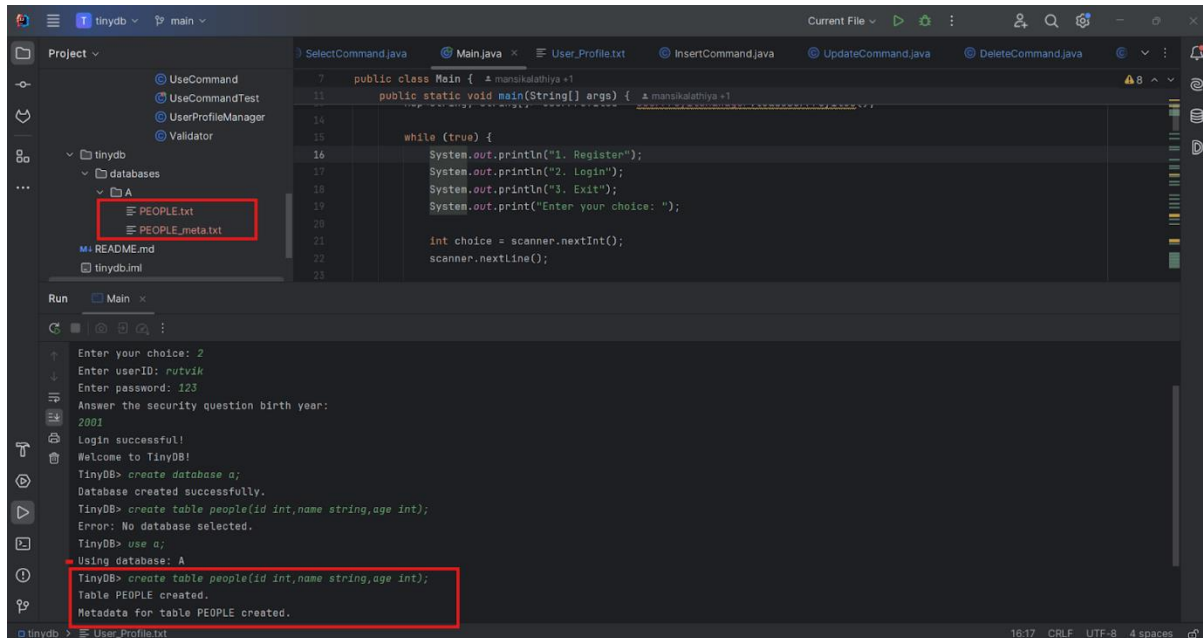 tinydb main Current File
Project
SelectCommand.java Main.java User_Profile.txt InsertCommand.java UpdateCommand.java DeleteCommand.java
UseCommand
UseCommandTest
UserProfileManager
Validator
tinydb
databases
A
PEOPLE.txt
PEOPLE_meta.txt
README.md
tinydb.iml
7 public class Main { mansikalathiya +1 8
11 public static void main(String[] args) { mansikalathiya +1
14
15 while (true) {
16 System.out.println("1. Register");
17 System.out.println("2. Login");
18 System.out.println("3. Exit");
19 System.out.print("Enter your choice: ");
20
21 int choice = scanner.nextInt();
22 scanner.nextLine();
23
Run Main
Enter your choice: 2
Enter userID: rutvik
Enter password: 123
Answer the security question birth year:
2001
Login successful!
Welcome to TinyDB!
TinyDB> create database a;
Database created successfully.
TinyDB> create table people(id int,name string,age int);
Error: No database selected.
TinyDB> use a;
Using database: A
TinyDB> create table people(id int,name string,age int);
Table PEOPLE created.
Metadata for table PEOPLE created.
tinydb > User_Profile.txt 16:17 CRLF UTF-8 4 spaces